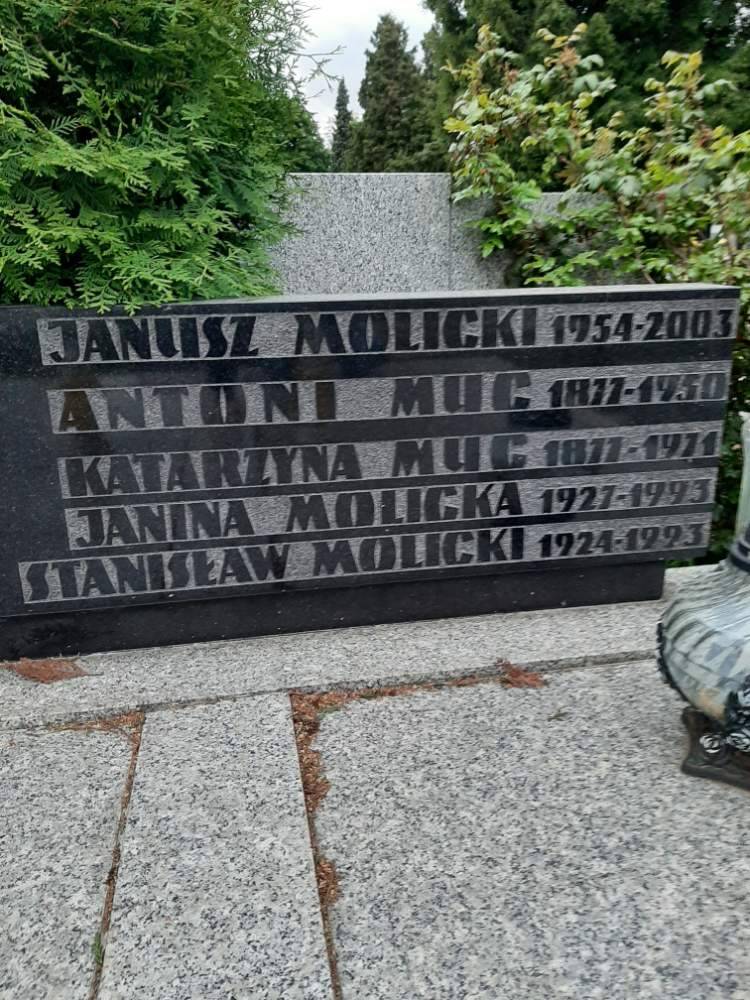 JANUSZ MOLICKI 1954-2003
ANTONI MUC 1877-1950
KATARZYNA MUC 1877-1971
JANINA MOLICKA 1927-1993
STANISŁAW MOLICKI 1924-1993